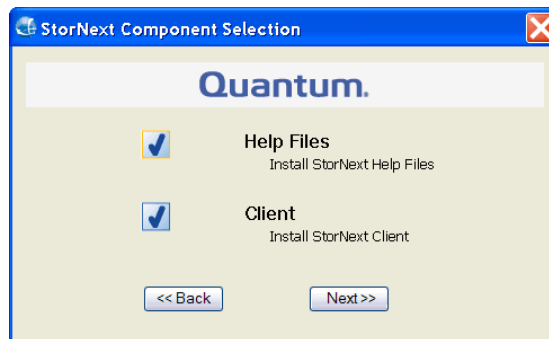 StorNext Component Selection
Quantum.
Help Files
Install StorNext Help Files
Client
Install StorNext Client
<< Back
Next >>